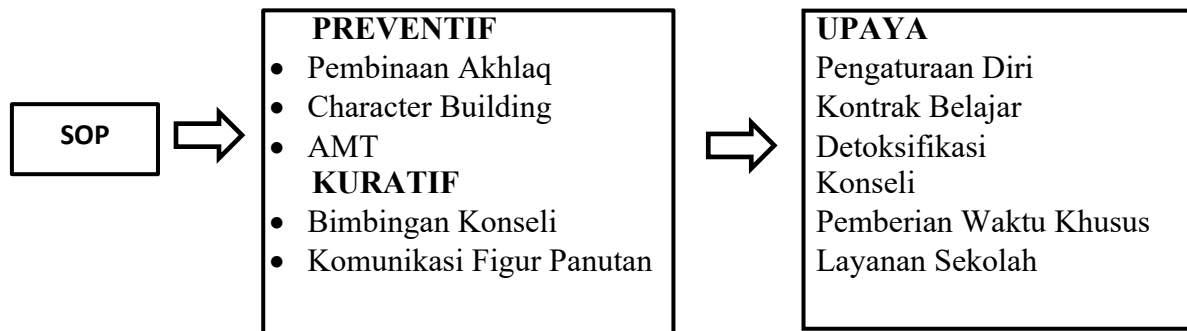 SOP
PREVENTIF
• Pembinaan Akhlaq
• Character Building
• AMT
KURATIF
• Bimbingan Konseli
• Komunikasi Figur Panutan
UPAYA
Pengaturaan Diri
Kontrak Belajar
Detoksifikasi
Konseli
Pemberian Waktu Khusus
Layanan Sekolah